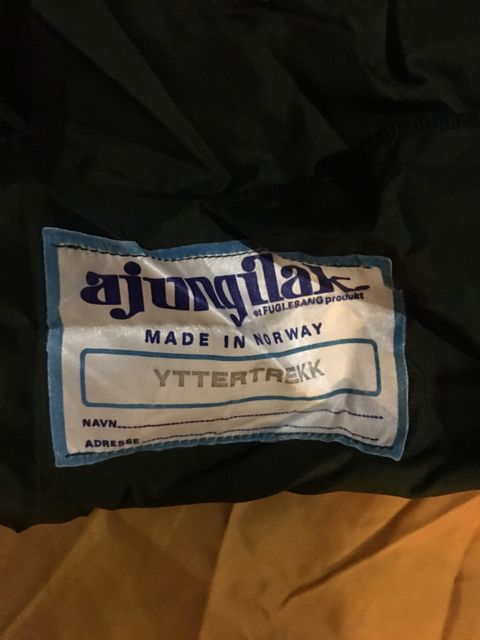 ajungilak
et FUGLESANG produkt
MADE IN NORWAY
YTTERTREKK
NAVN
ADRESSE